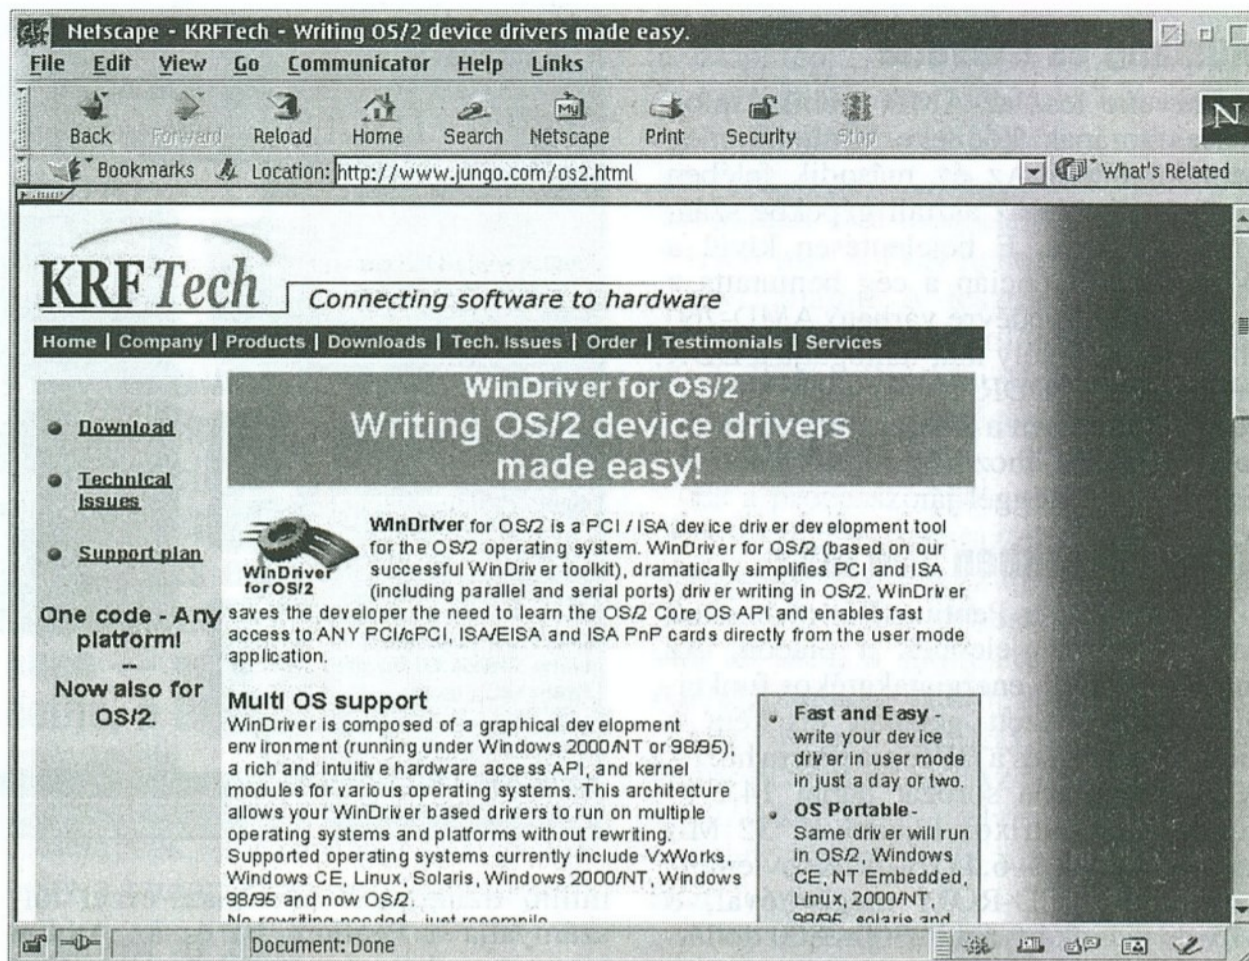 Netscape - KRFTech - Writing OS/2 device drivers made easy.
File Edit View Go Communicator Help Links
Back Forward Reload Home Search My Netscape Print Security Stop
N
Bookmarks Location: http://www.jungo.com/os2.html What's Related
KRF Tech Connecting software to hardware
Home | Company | Products | Downloads | Tech. Issues | Order | Testimonials | Services
Download
Technical
Issues
Support plan
One code - Any
platform!
--
Now also for
OS/2.
WinDriver for OS/2
Writing OS/2 device drivers
made easy!
WinDriver
for OS/2
WinDriver for OS/2 is a PCI / ISA device driver development tool
for the OS/2 operating system. WinDriver for OS/2 (based on our
successful WinDriver toolkit), dramatically simplifies PCI and ISA
(including parallel and serial ports) driver writing in OS/2. WinDriver
saves the developer the need to learn the OS/2 Core OS API and enables fast
access to ANY PCI/cPCI, ISA/EISA and ISA PnP cards directly from the user mode
application.
Multi OS support
WinDriver is composed of a graphical development
environment (running under Windows 2000/NT or 98/95),
a rich and intuitive hardware access API, and kernel
modules for various operating systems. This architecture
allows your WinDriver based drivers to run on multiple
operating systems and platforms without rewriting.
Supported operating systems currently include VxWorks,
Windows CE, Linux, Solaris, Windows 2000/NT, Windows
98/95 and now OS/2.
No rewriting needed - just recompile
Fast and Easy -
write your device
driver in user mode
in just a day or two.
OS Portable -
Same driver will run
in OS/2, Windows
CE, NT Embedded,
Linux, 2000/NT,
98/95, solaris and
Document: Done